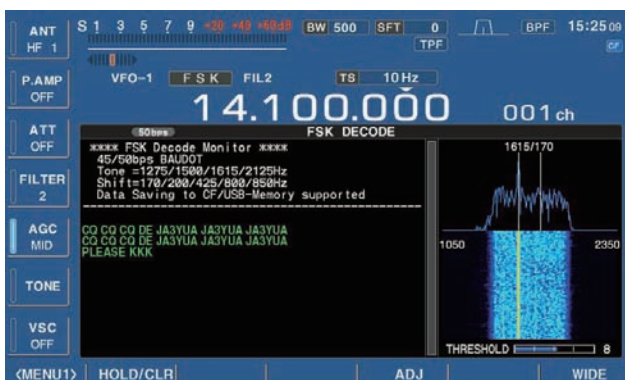 ANT
HF 1
S 1 3 5 7 9 +20 +40 +60dB
BW 500
SFT 0
TPF
BPF
15:25 09
CF
P.AMP
OFF
VFO-1 FSK FIL2
TS 10Hz
14.100.000
001 ch
ATT
OFF
50bps
FSK DECODE
**** FSK Decode Monitor ****
45/50bps BAUDOT
Tone =1275/1500/1615/2125Hz
Shift=170/200/425/800/850Hz
Data Saving to CF/USB-Memory supported
CQ CQ CQ DE JA3YUA JA3YUA JA3YUA
CQ CQ CQ DE JA3YUA JA3YUA JA3YUA
PLEASE KKK
1615/170
1050
2350
THRESHOLD 8
FILTER
2
AGC
MID
TONE
VSC
OFF
<MENU1>
HOLD/CLR
ADJ
WIDE